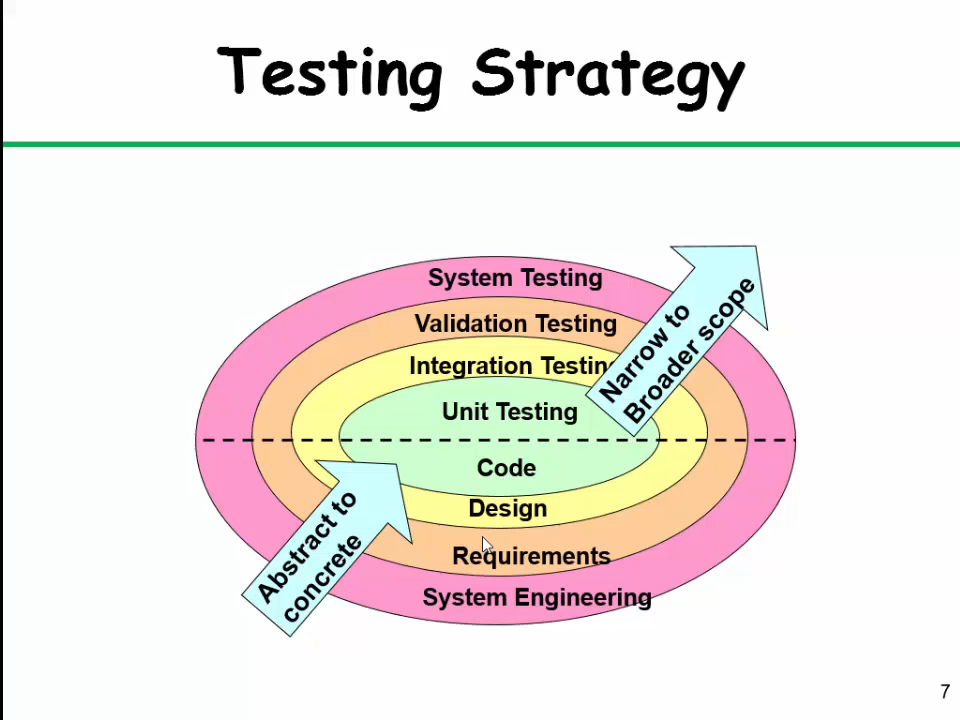 Testing Strategy
System Testing
Validation Testing
Integration Testing
Unit Testing
Narrow to
Broader scope
Code
Design
Requirements
System Engineering
Abstract to
concrete
7